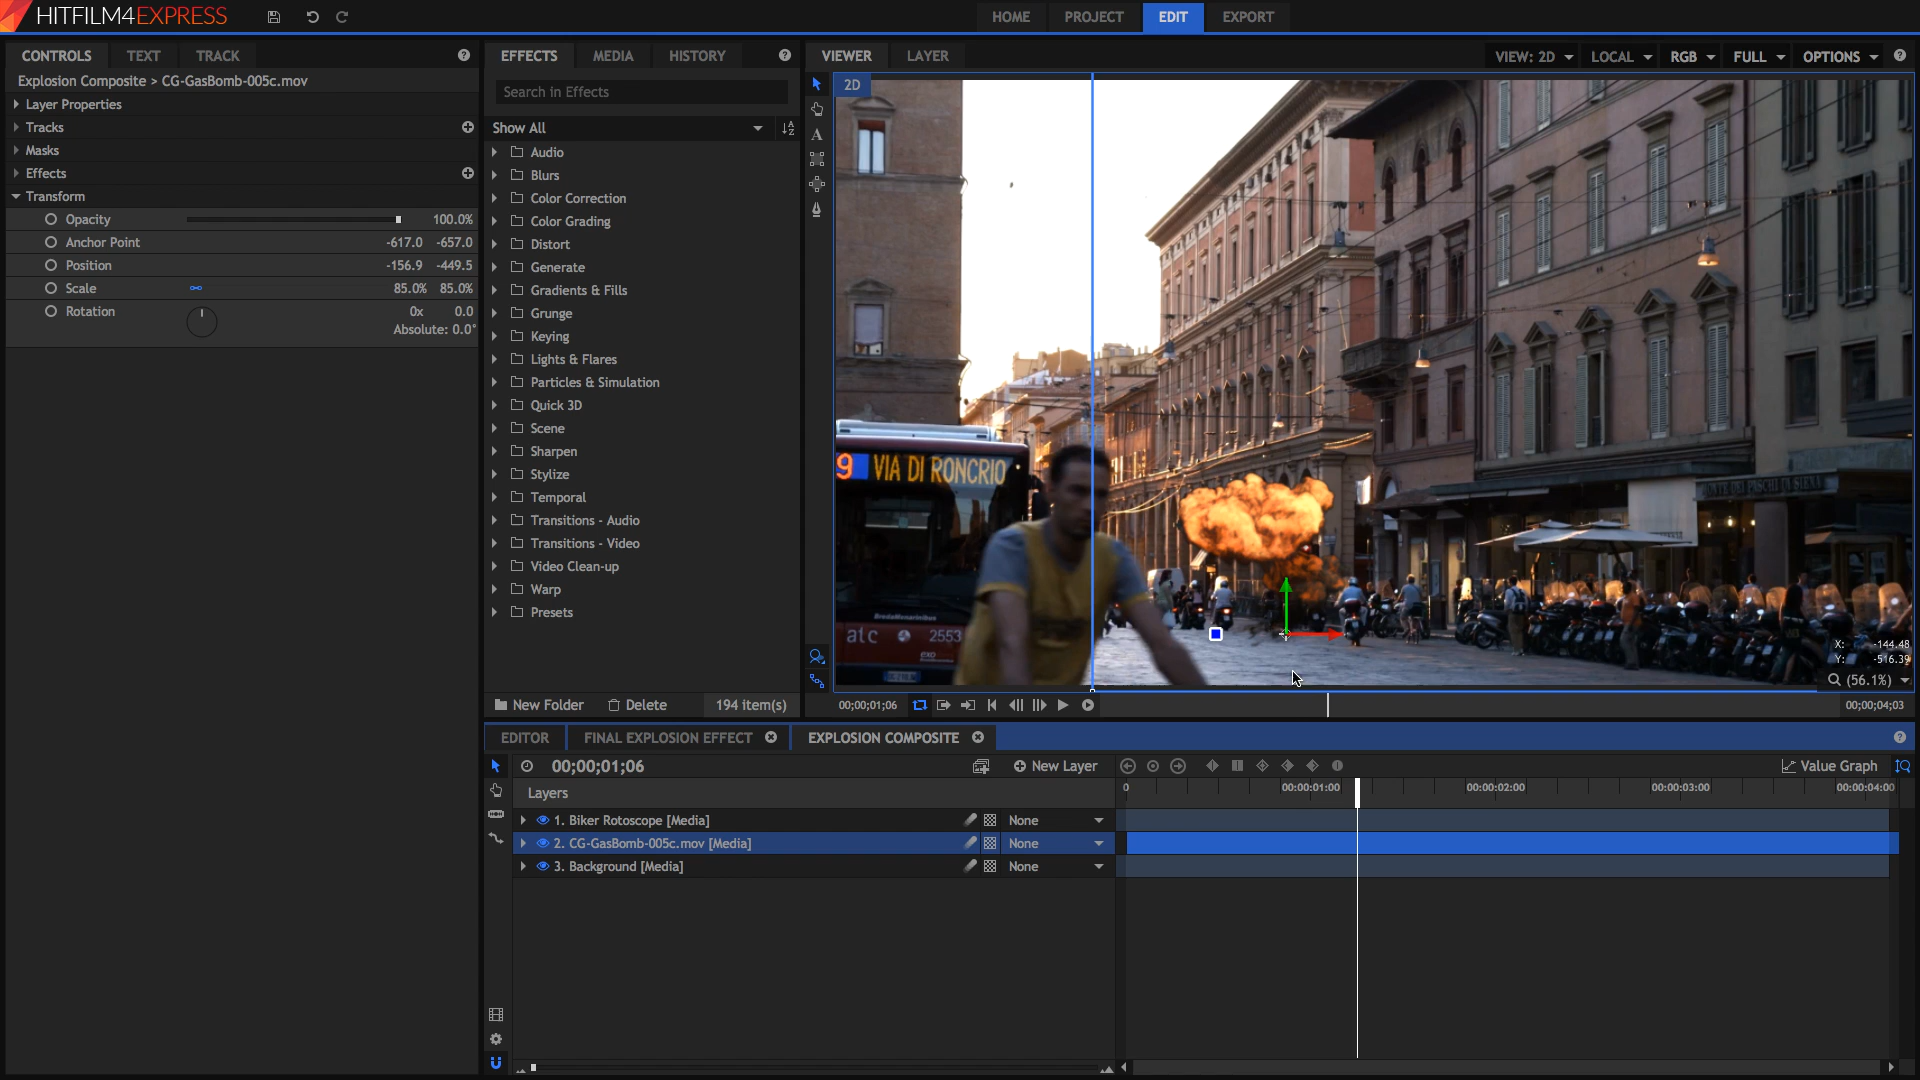 HITFILM4EXPRESS
HOME PROJECT EDIT EXPORT
CONTROLS TEXT TRACK
Explosion Composite > CG-GasBomb-005c.mov
Layer Properties
Tracks
Masks
Effects
Transform
Opacity 100.0%
Anchor Point -617.0 -657.0
Position -156.9 -449.5
Scale 85.0% 85.0%
Rotation 0x 0.0
Absolute: 0.0°
EFFECTS MEDIA HISTORY
Search in Effects
Show All
Audio
Blurs
Color Correction
Color Grading
Distort
Generate
Gradients & Fills
Grunge
Keying
Lights & Flares
Particles & Simulation
Quick 3D
Scene
Sharpen
Stylize
Temporal
Transitions - Audio
Transitions - Video
Video Clean-up
Warp
Presets
New Folder Delete 194 item(s)
VIEWER LAYER
VIEW: 2D LOCAL RGB FULL OPTIONS
2D
9 VIA DI RONCRIO
BredaMenarinibus
atc 2553
X: -144.48
Y: -516.39
(56.1%)
00;00;01;06 00;00;04;03
EDITOR FINAL EXPLOSION EFFECT EXPLOSION COMPOSITE
00;00;01;06 New Layer Value Graph
0 00:00:01:00 00:00:02:00 00:00:03:00 00:00:04:00
Layers
1. Biker Rotoscope [Media] None
2. CG-GasBomb-005c.mov [Media] None
3. Background [Media] None